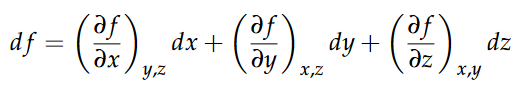 df = (∂f/∂x)_{y,z} dx + (∂f/∂y)_{x,z} dy + (∂f/∂z)_{x,y} dz